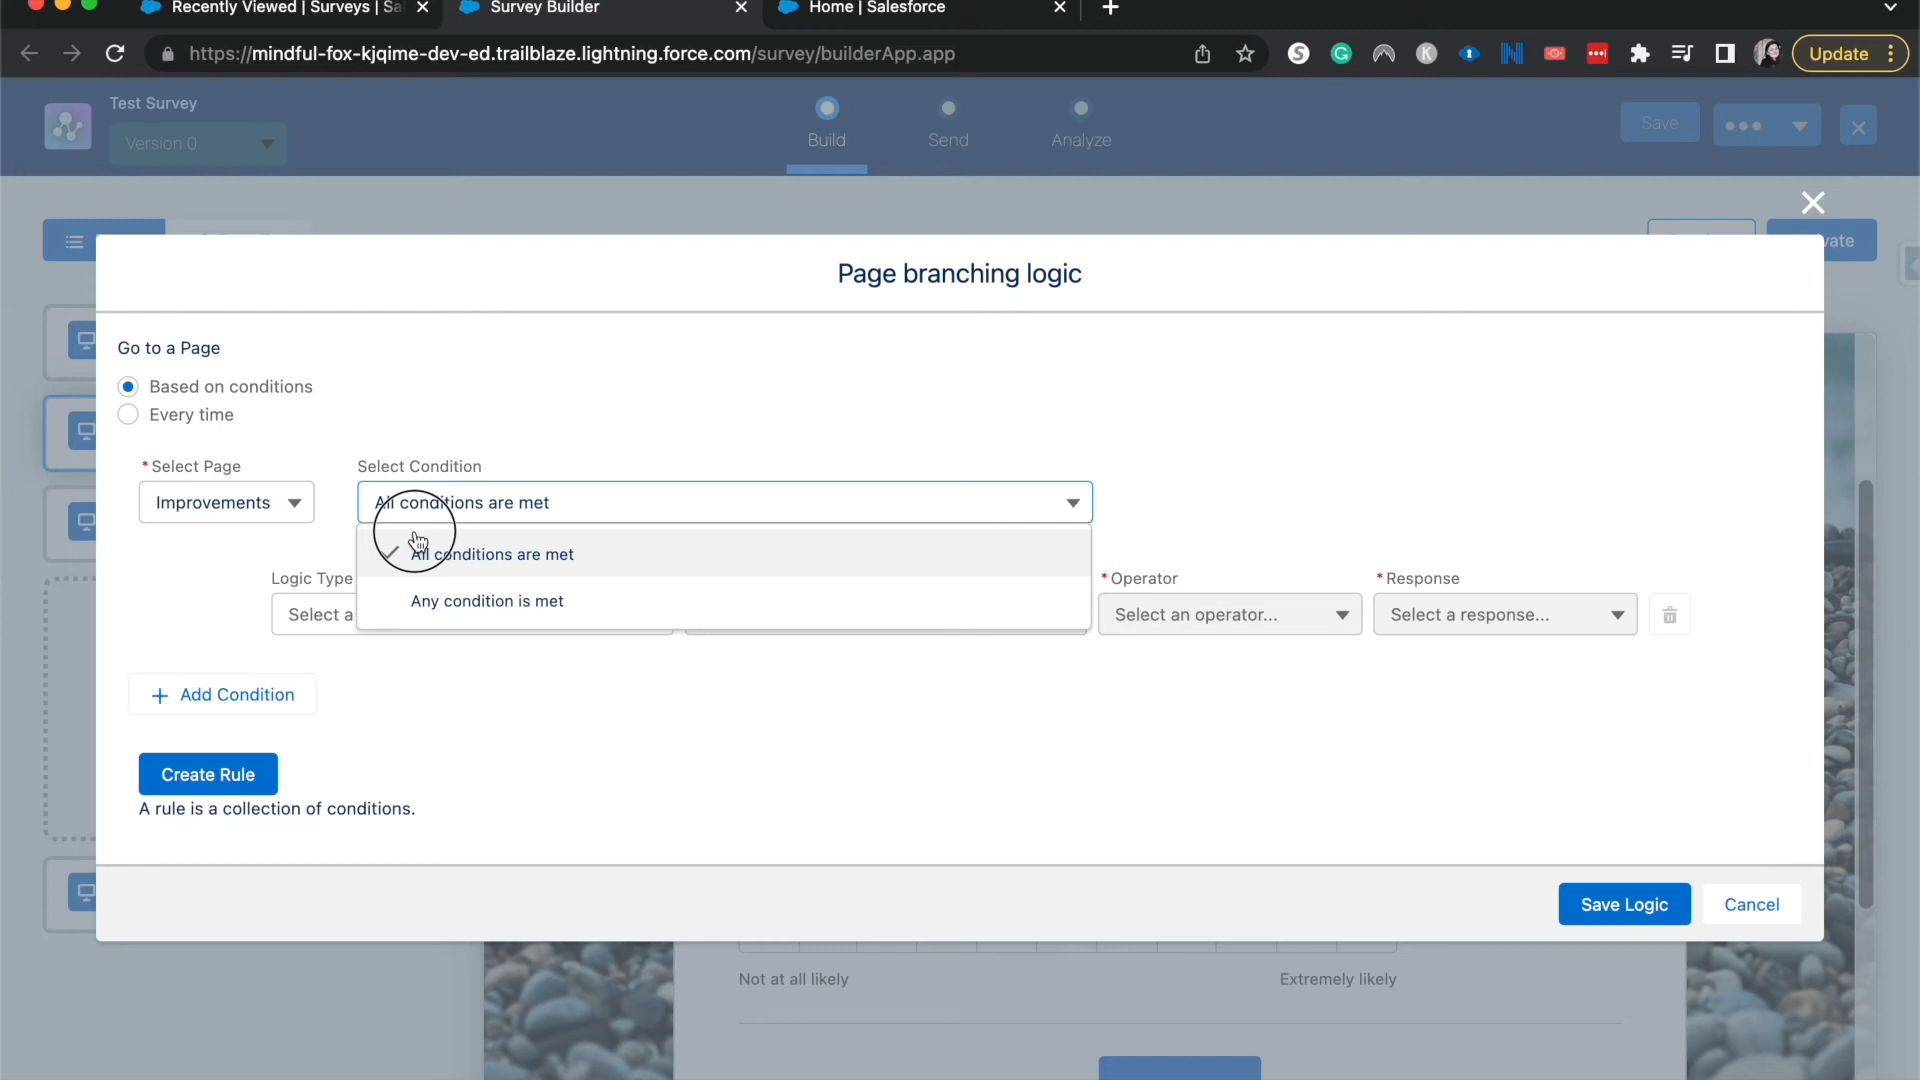 Recently Viewed | Surveys | Sa
Survey Builder
Home | Salesforce
https://mindful-fox-kjqime-dev-ed.trailblaze.lightning.force.com/survey/builderApp.app
Update
Test Survey
Version 0
Build
Send
Analyze
Save
vate
Page branching logic
Go to a Page
Based on conditions
Every time
* Select Page
Select Condition
Improvements
All conditions are met
All conditions are met
Any condition is met
Logic Type
* Operator
* Response
Select a
Select an operator...
Select a response...
+ Add Condition
Create Rule
A rule is a collection of conditions.
Save Logic
Cancel
Not at all likely
Extremely likely